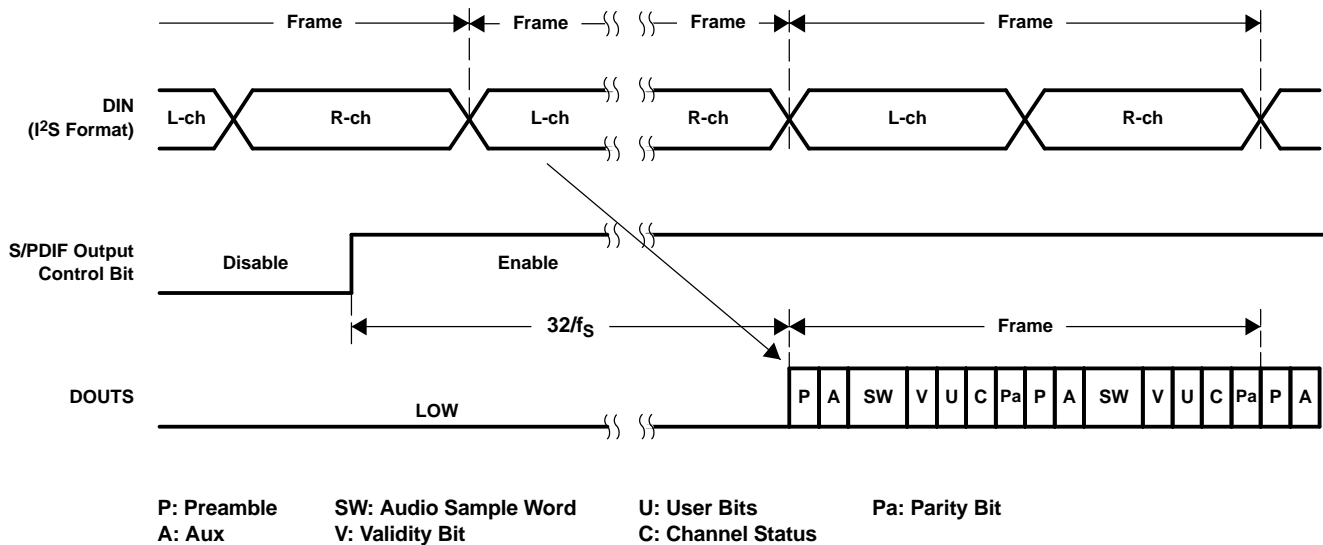 Frame Frame Frame Frame
DIN
(I²S Format)
L-ch R-ch L-ch R-ch L-ch R-ch
S/PDIF Output
Control Bit
Disable Enable
32/fS Frame
DOUTS
LOW
P A SW V U C Pa P A SW V U C Pa P A
P: Preamble SW: Audio Sample Word U: User Bits Pa: Parity Bit
A: Aux V: Validity Bit C: Channel Status